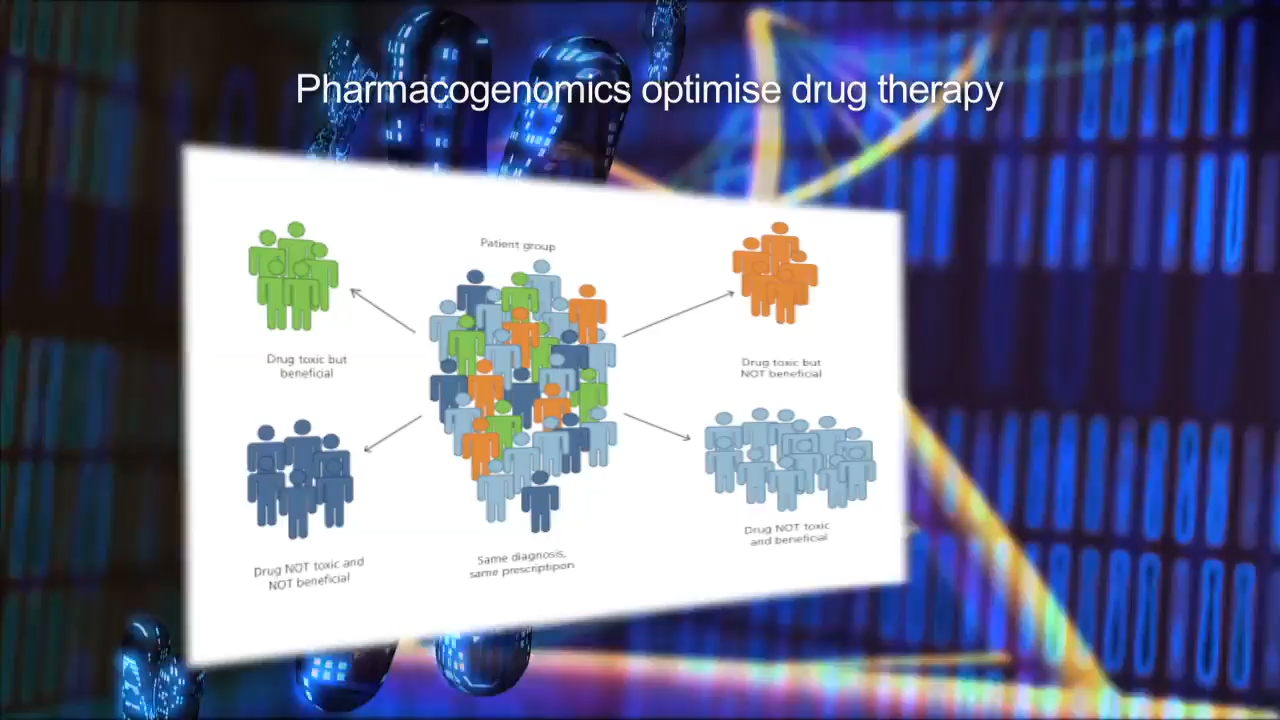 Pharmacogenomics optimise drug therapy
Patient group
Drug toxic but
beneficial
Drug toxic but
NOT beneficial
Drug NOT toxic and
NOT beneficial
Same diagnosis,
same prescriptipon
Drug NOT toxic
and beneficial